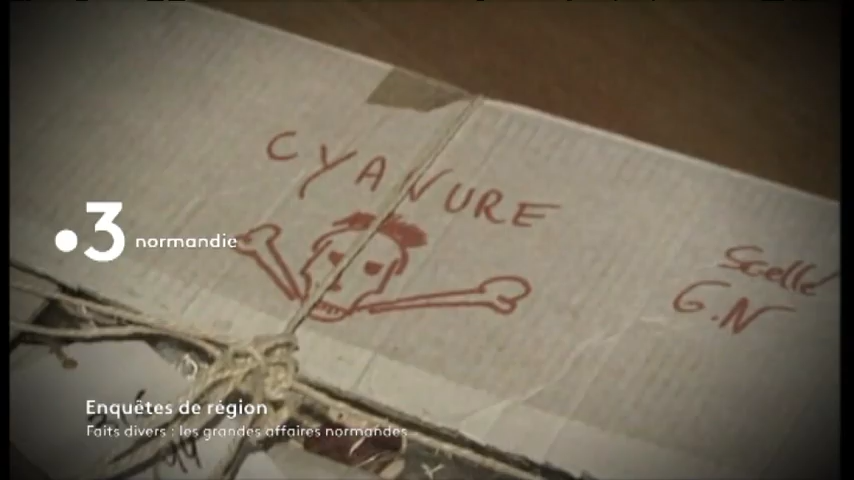 CYANURE
Scellé
G.N
3 normandie
Enquêtes de région
Faits divers : les grandes affaires normandes